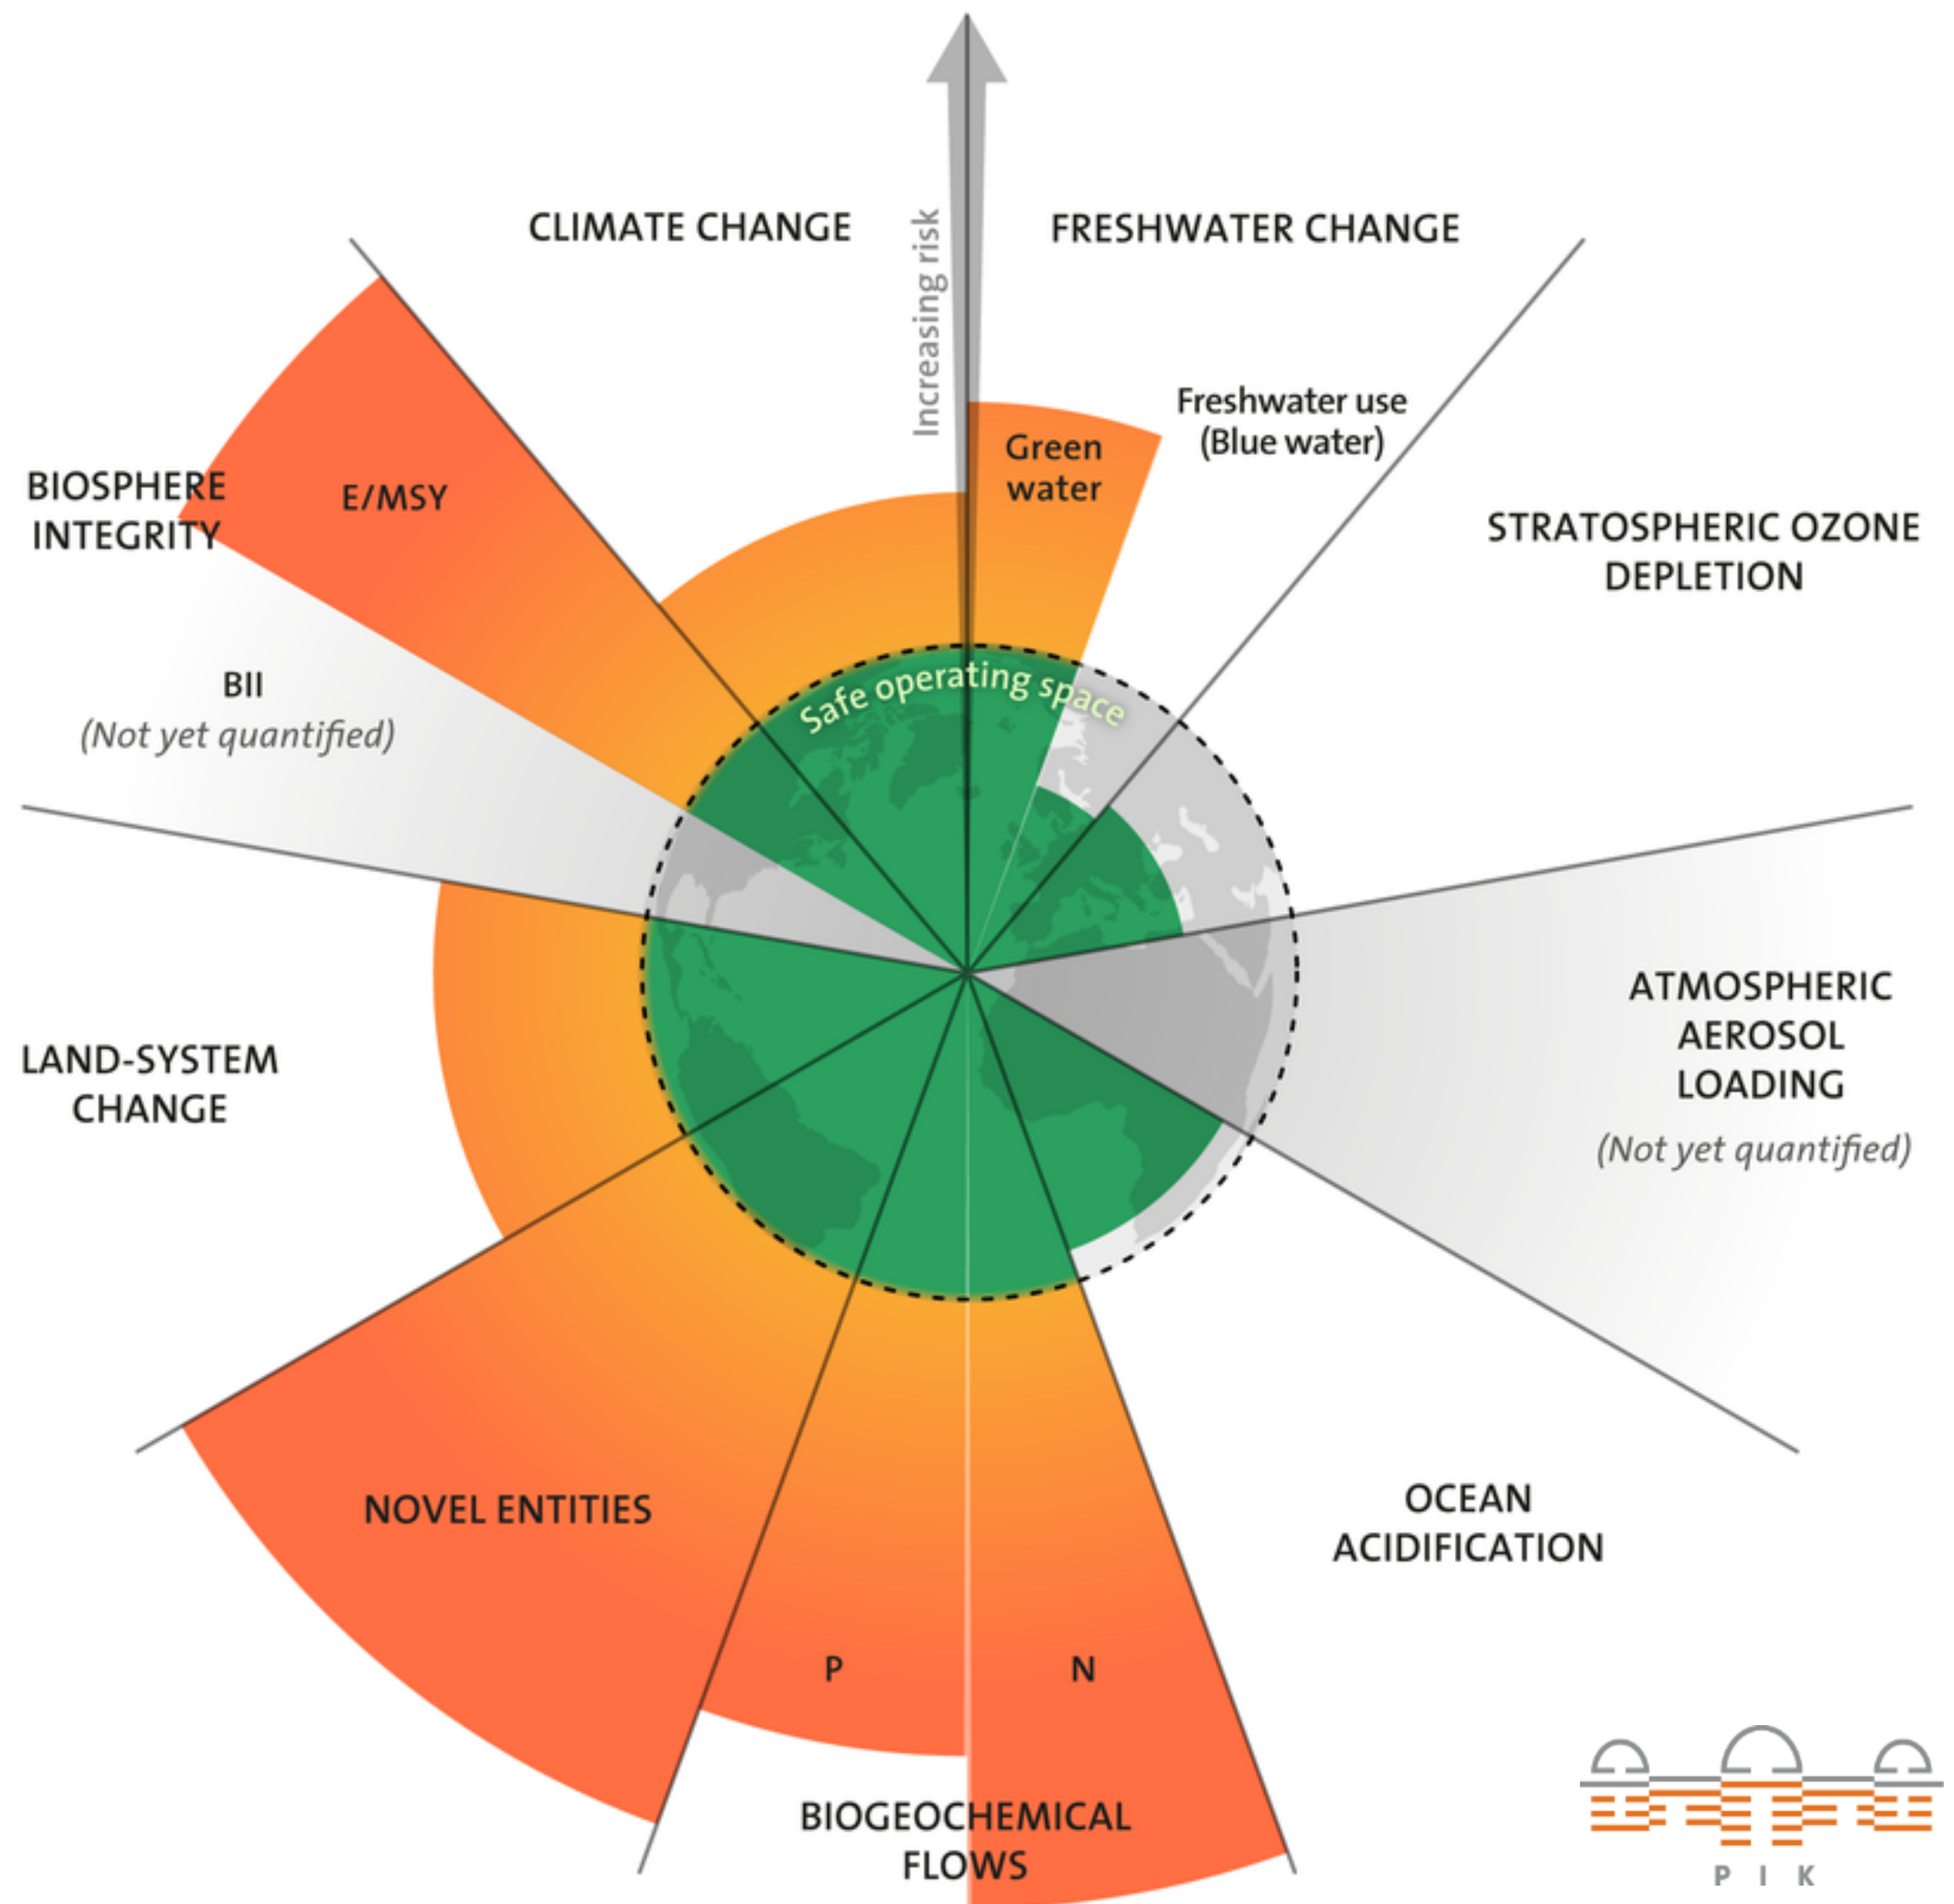 CLIMATE CHANGE
FRESHWATER CHANGE
Increasing risk
Freshwater use
(Blue water)
Green
water
BIOSPHERE
INTEGRITY
E/MSY
STRATOSPHERIC OZONE
DEPLETION
BII
(Not yet quantified)
Safe operating space
ATMOSPHERIC
AEROSOL
LOADING
(Not yet quantified)
LAND-SYSTEM
CHANGE
NOVEL ENTITIES
OCEAN
ACIDIFICATION
P
N
BIOGEOCHEMICAL
FLOWS
P I K